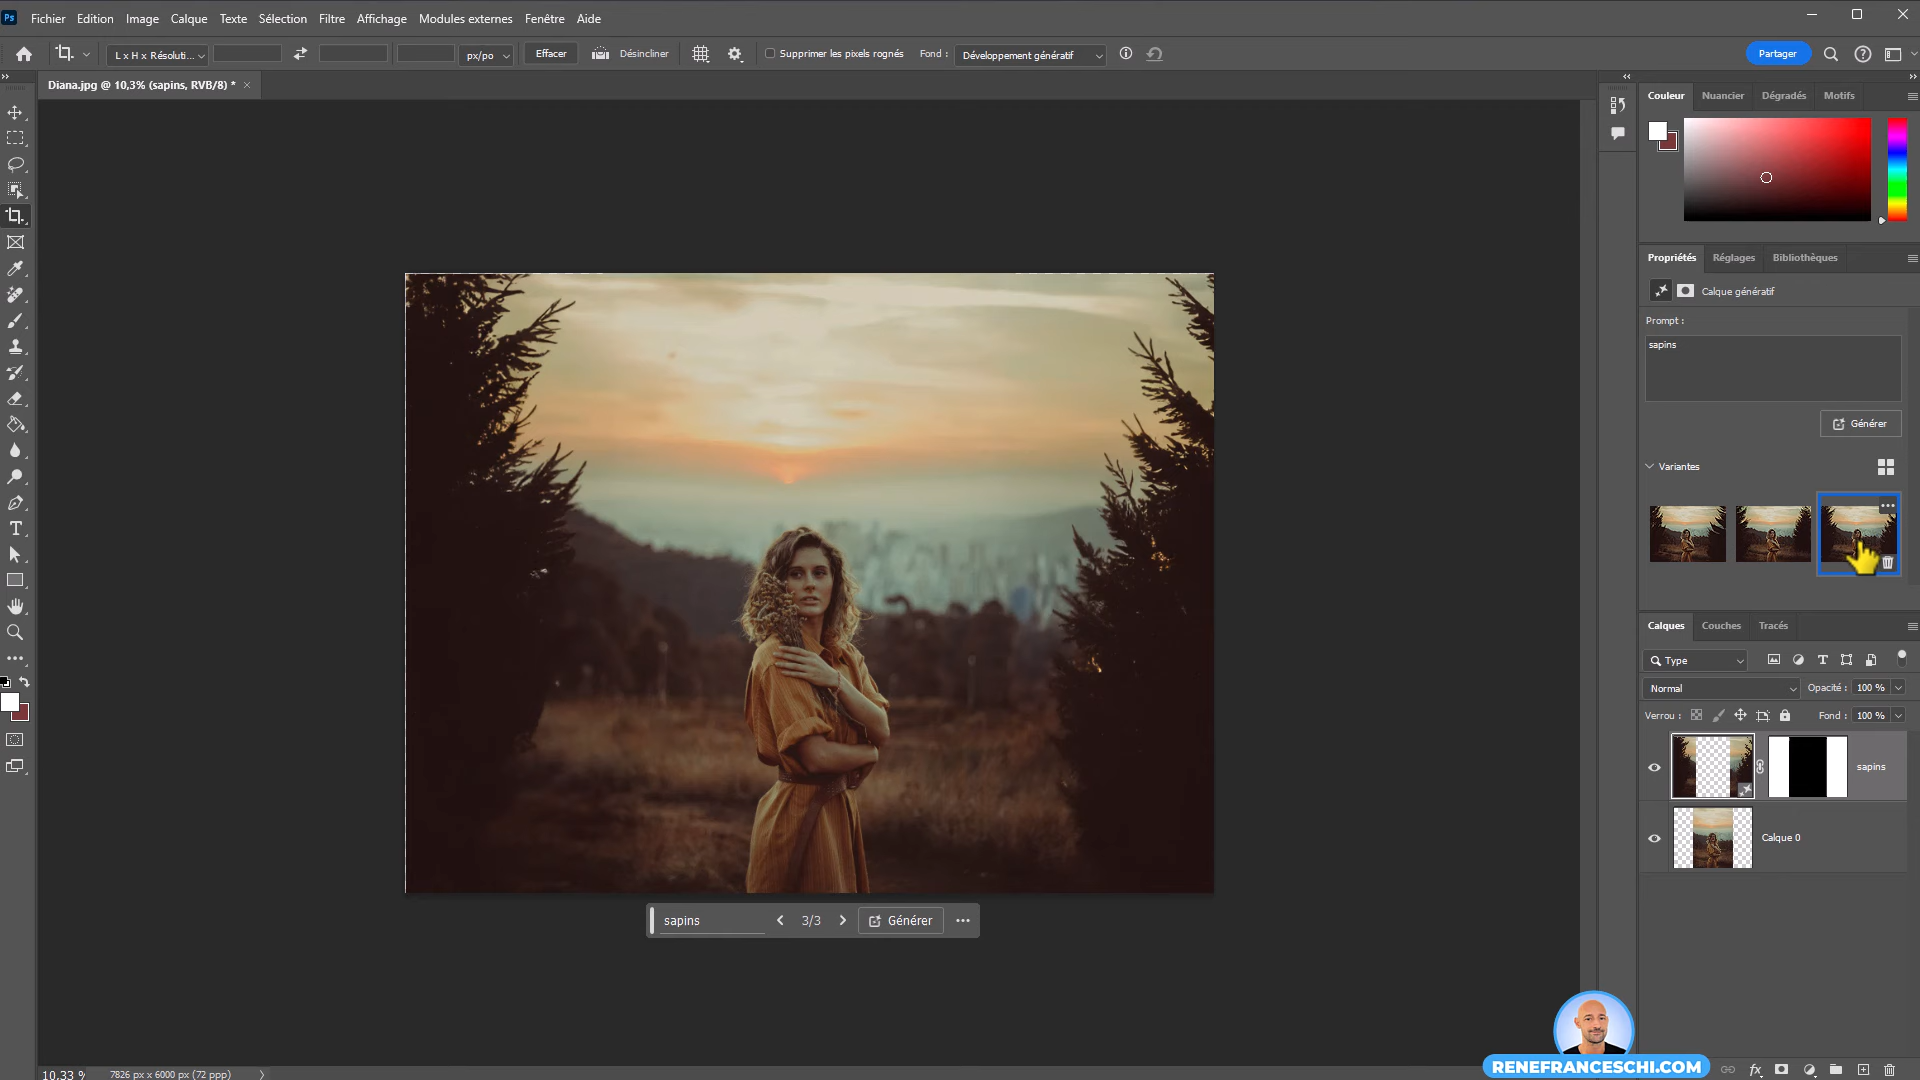 Ps Fichier Edition Image Calque Texte Sélection Filtre Affichage Modules externes Fenêtre Aide
L x H x Résoluti... px/po Effacer Désincliner Supprimer les pixels rognés Fond : Développement génératif Partager
Diana.jpg @ 10,3% (sapins, RVB/8) *
Couleur Nuancier Dégradés Motifs
Propriétés Réglages Bibliothèques
Calque génératif
Prompt :
sapins
Générer
Variantes
Calques Couches Tracés
Type
Normal Opacité : 100 %
Verrou : Fond : 100 %
sapins
Calque 0
sapins 3/3 Générer
10,33 % 7826 px x 6000 px (72 ppp)
RENEFRANCESCHI.COM